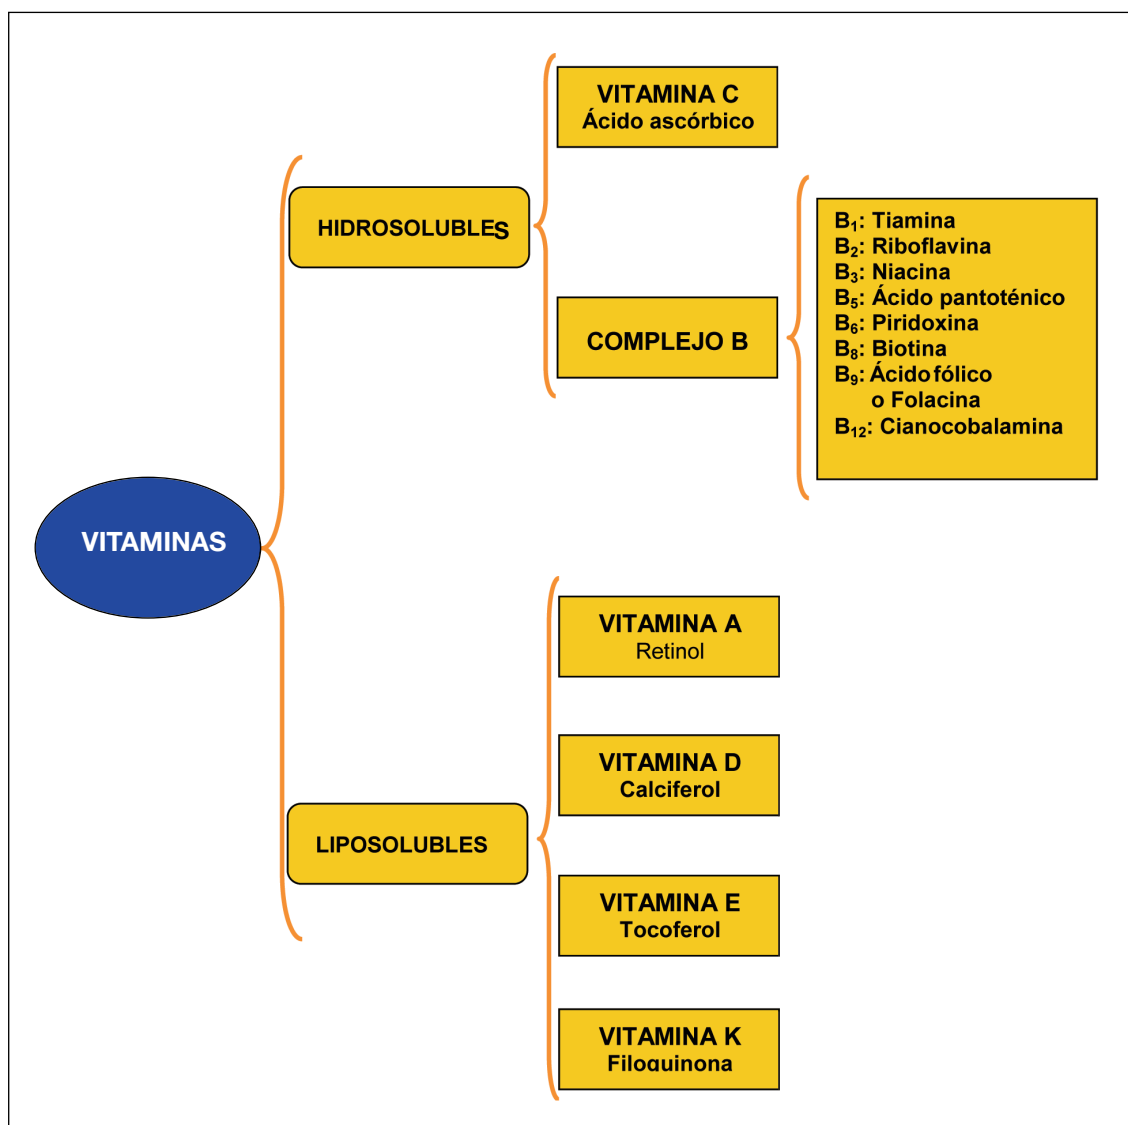 VITAMINAS
HIDROSOLUBLES
VITAMINA C
Ácido ascórbico
COMPLEJO B
B₁: Tiamina
B₂: Riboflavina
B₃: Niacina
B₅: Ácido pantoténico
B₆: Piridoxina
B₈: Biotina
B₉: Ácido fólico
o Folacina
B₁₂: Cianocobalamina
LIPOSOLUBLES
VITAMINA A
Retinol
VITAMINA D
Calciferol
VITAMINA E
Tocoferol
VITAMINA K
Filoquinona